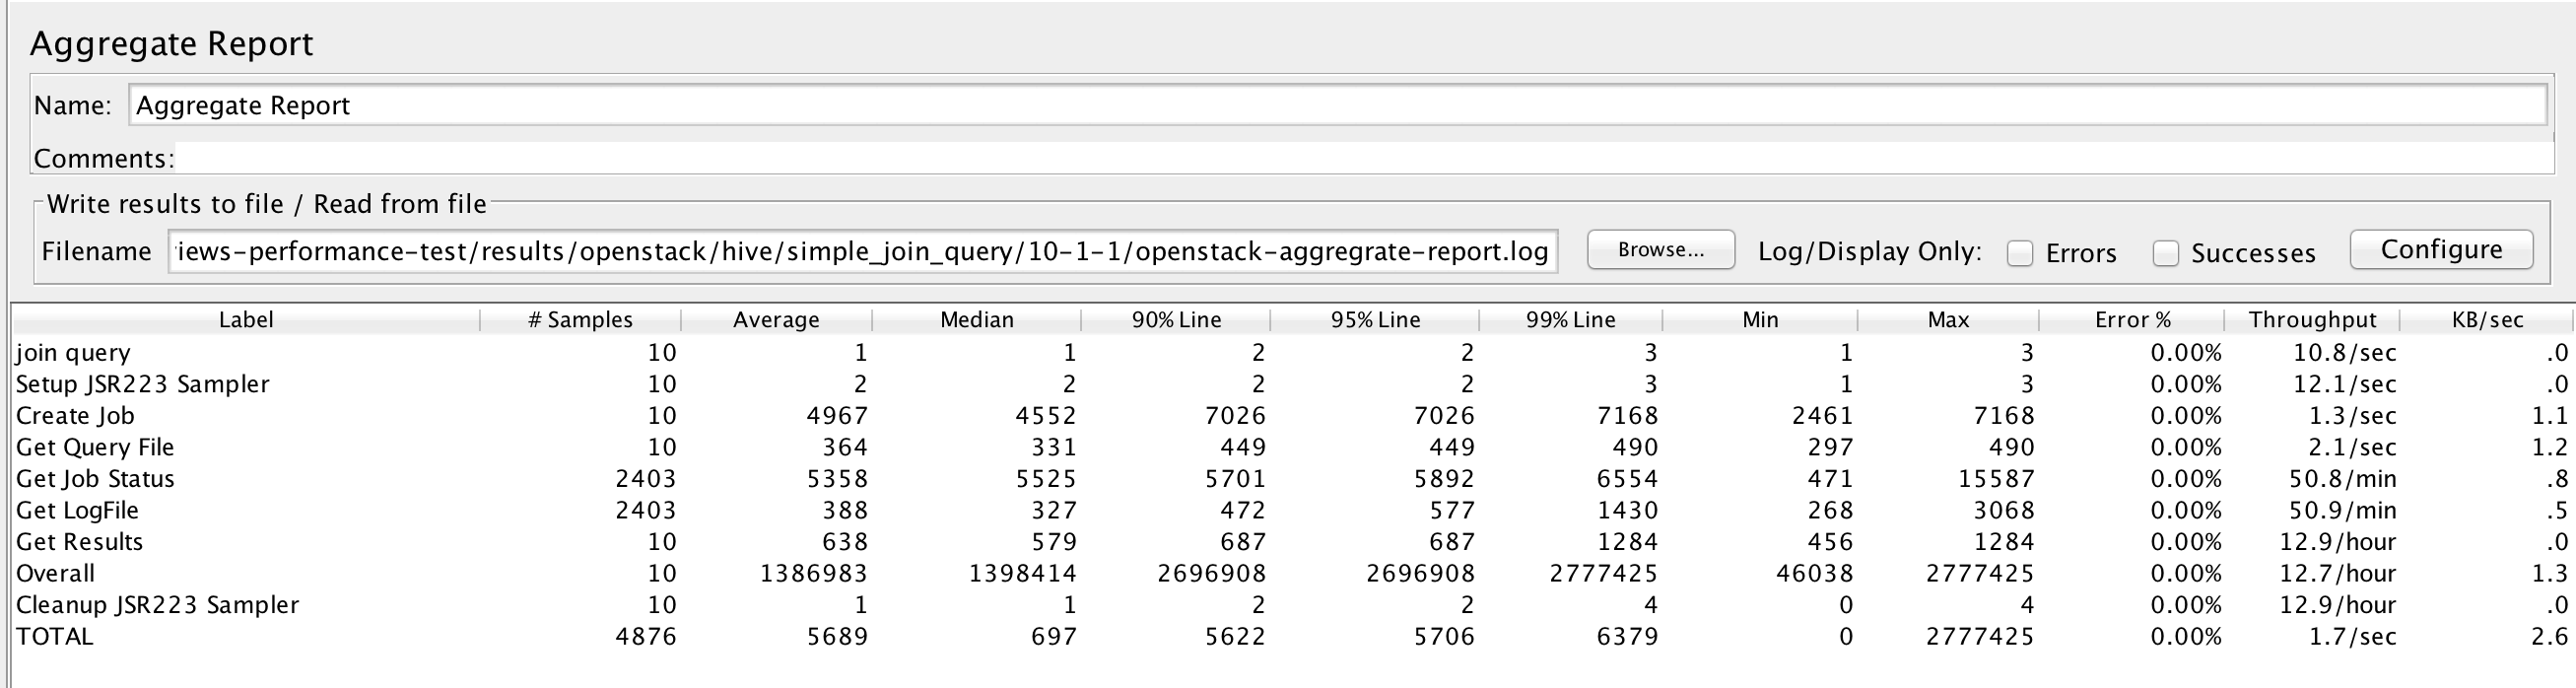 Aggregate Report
Name: Aggregate Report
Comments:
Write results to file / Read from file
Filename iews-performance-test/results/openstack/hive/simple_join_query/10-1-1/openstack-aggregrate-report.log Browse... Log/Display Only: Errors Successes Configure
Label # Samples Average Median 90% Line 95% Line 99% Line Min Max Error % Throughput KB/sec
join query 10 1 1 2 2 3 1 3 0.00% 10.8/sec .0
Setup JSR223 Sampler 10 2 2 2 2 3 1 3 0.00% 12.1/sec .0
Create Job 10 4967 4552 7026 7026 7168 2461 7168 0.00% 1.3/sec 1.1
Get Query File 10 364 331 449 449 490 297 490 0.00% 2.1/sec 1.2
Get Job Status 2403 5358 5525 5701 5892 6554 471 15587 0.00% 50.8/min .8
Get LogFile 2403 388 327 472 577 1430 268 3068 0.00% 50.9/min .5
Get Results 10 638 579 687 687 1284 456 1284 0.00% 12.9/hour .0
Overall 10 1386983 1398414 2696908 2696908 2777425 46038 2777425 0.00% 12.7/hour 1.3
Cleanup JSR223 Sampler 10 1 1 2 2 4 0 4 0.00% 12.9/hour .0
TOTAL 4876 5689 697 5622 5706 6379 0 2777425 0.00% 1.7/sec 2.6